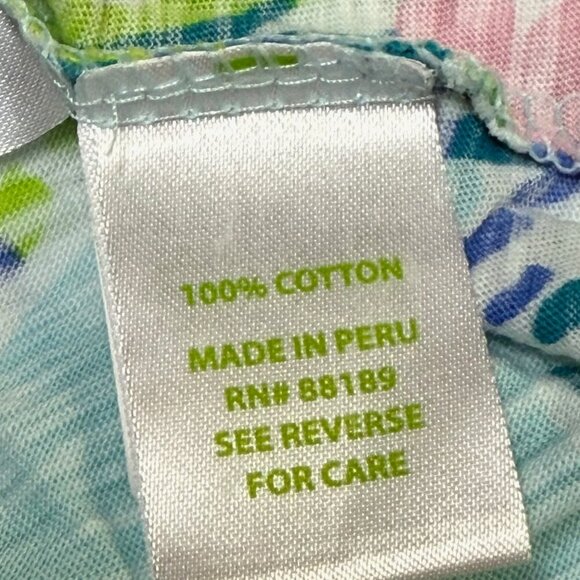 100% COTTON
MADE IN PERU
RN# 88189
SEE REVERSE
FOR CARE